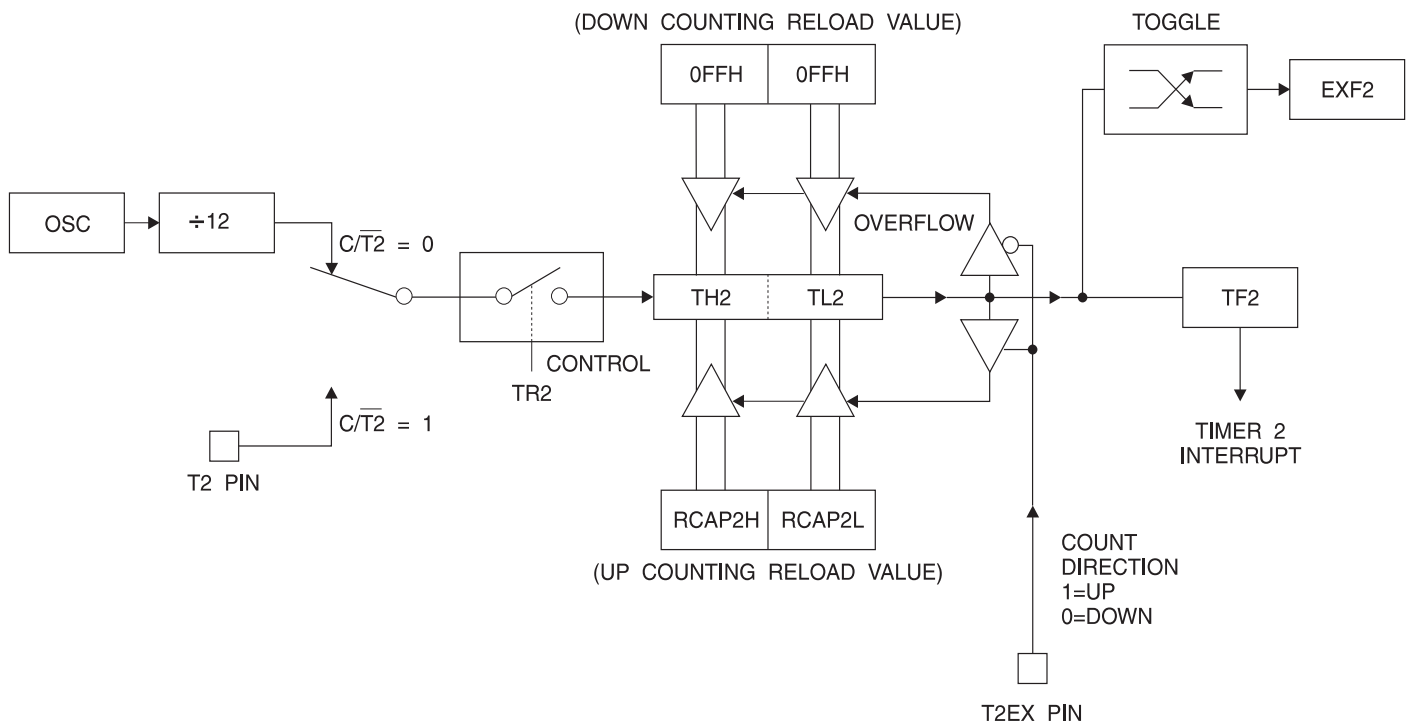 (DOWN COUNTING RELOAD VALUE)
TOGGLE
0FFH
0FFH
EXF2
OSC
÷12
C/T2 = 0
OVERFLOW
TH2
TL2
TF2
CONTROL
TR2
C/T2 = 1
T2 PIN
TIMER 2
INTERRUPT
RCAP2H
RCAP2L
(UP COUNTING RELOAD VALUE)
COUNT
DIRECTION
1=UP
0=DOWN
T2EX PIN